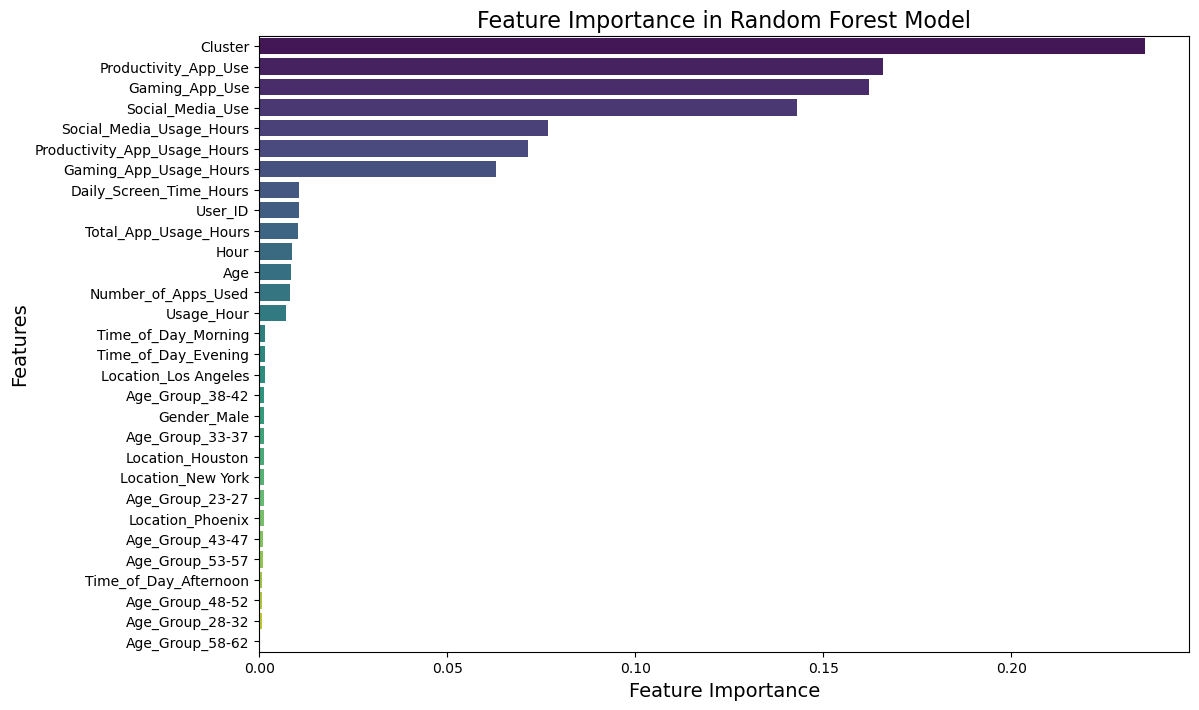 Feature Importance in Random Forest Model
Cluster
Productivity_App_Use
Gaming_App_Use
Social_Media_Use
Social_Media_Usage_Hours
Productivity_App_Usage_Hours
Gaming_App_Usage_Hours
Daily_Screen_Time_Hours
User_ID
Total_App_Usage_Hours
Hour
Age
Number_of_Apps_Used
Usage_Hour
Time_of_Day_Morning
Time_of_Day_Evening
Location_Los Angeles
Age_Group_38-42
Gender_Male
Age_Group_33-37
Location_Houston
Location_New York
Age_Group_23-27
Location_Phoenix
Age_Group_43-47
Age_Group_53-57
Time_of_Day_Afternoon
Age_Group_48-52
Age_Group_28-32
Age_Group_58-62
Features
0.00 0.05 0.10 0.15 0.20
Feature Importance